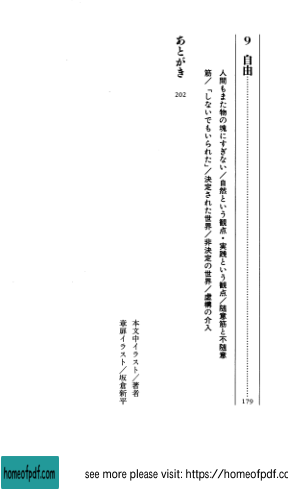 9 自由……………………………179
人間もまた物の塊にすぎない／自然という観点・実践という観点／随意筋と不随意
筋／「しないでもいられた」／決定された世界／非決定の世界／虚構の介入
あとがき 202
本文中イラスト／著者
章扉イラスト／坂倉新平
homeofpdf.com
see more please visit: https://homeofpdf.co